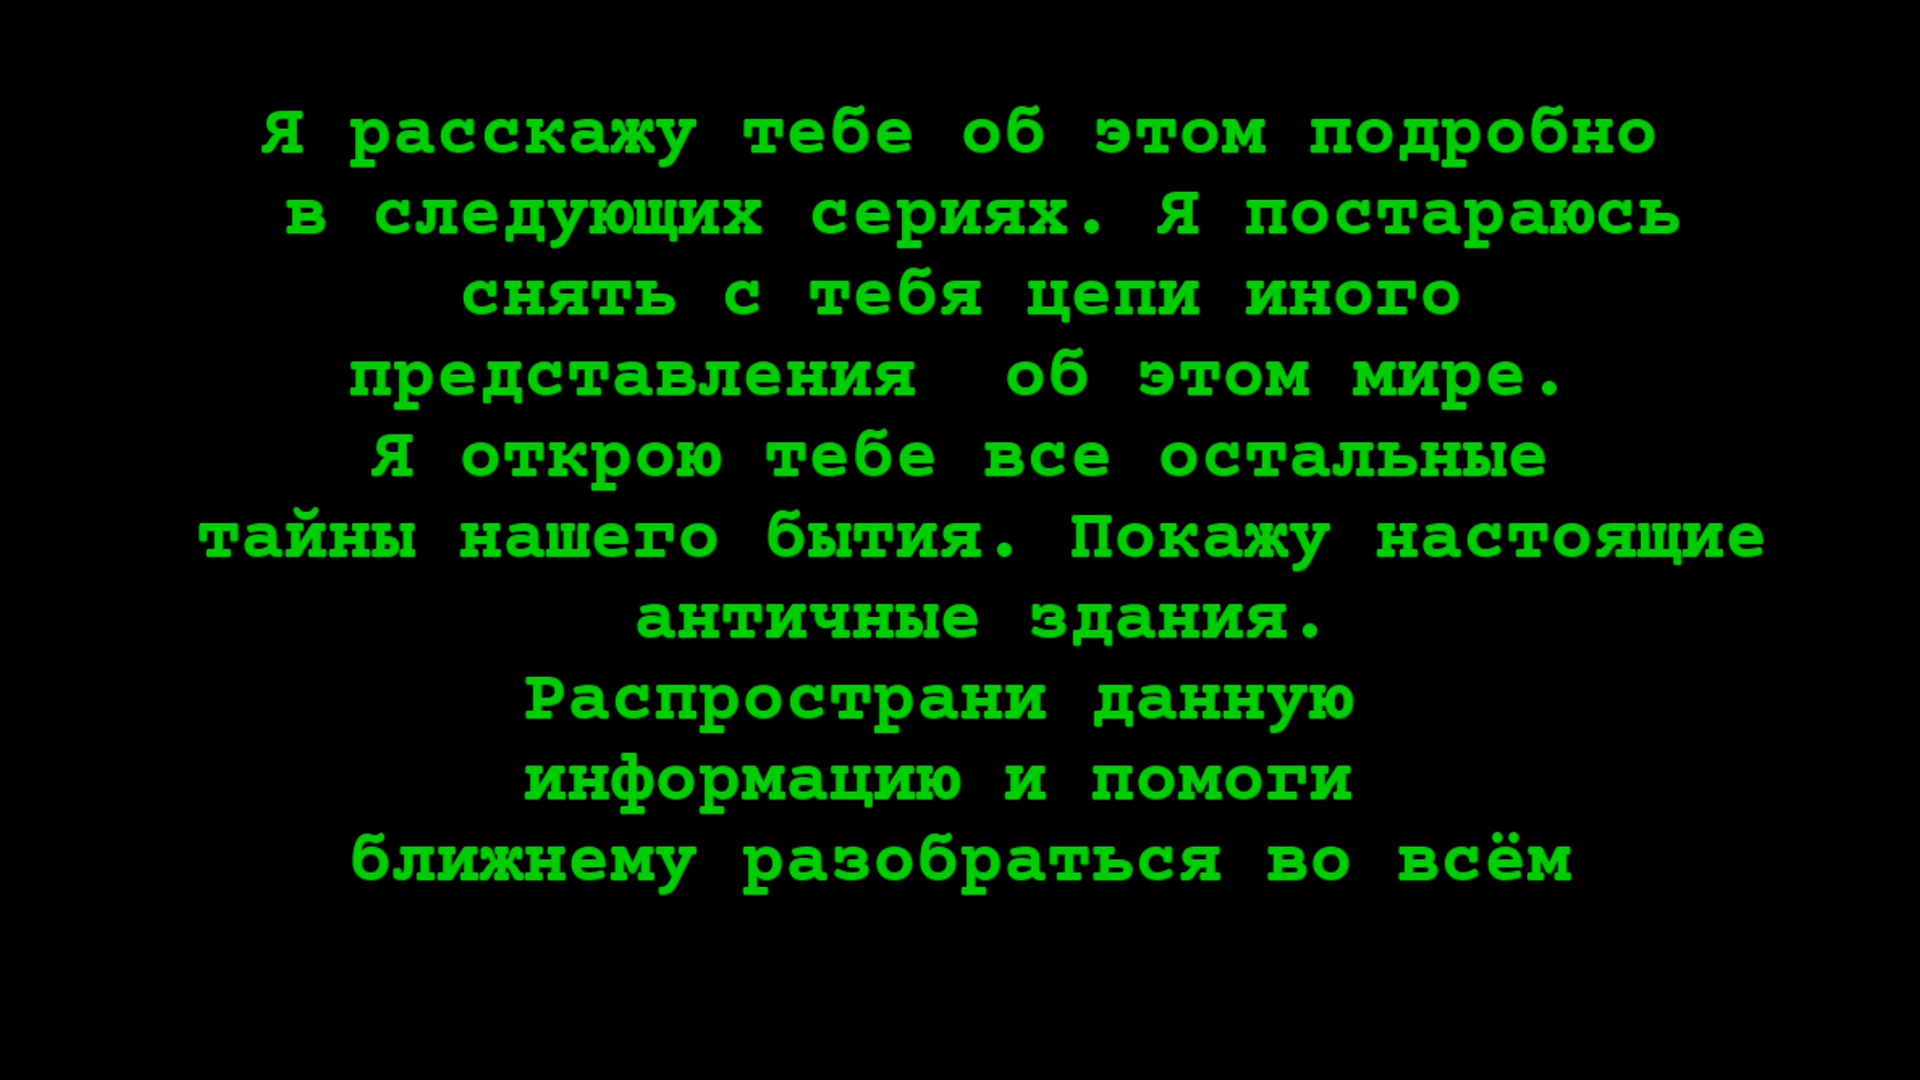 Я расскажу тебе об этом подробно
в следующих сериях. Я постараюсь
снять с тебя цепи иного
представления  об этом мире.
Я открою тебе все остальные
тайны нашего бытия. Покажу настоящие
античные здания.
Распространи данную
информацию и помоги
ближнему разобраться во всём